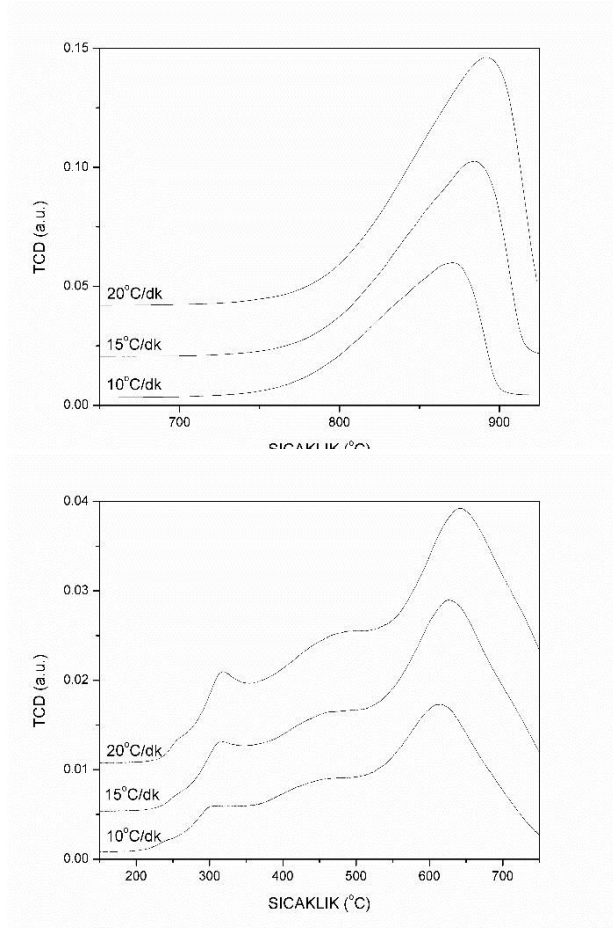 0.15
0.10
TCD (a.u.)
0.05
0.00
20°C/dk
15°C/dk
10°C/dk
700 800 900
SICAKLIK (°C)
0.04
0.03
TCD (a.u.)
0.02
0.01
0.00
20°C/dk
15°C/dk
10°C/dk
200 300 400 500 600 700
SICAKLIK (°C)